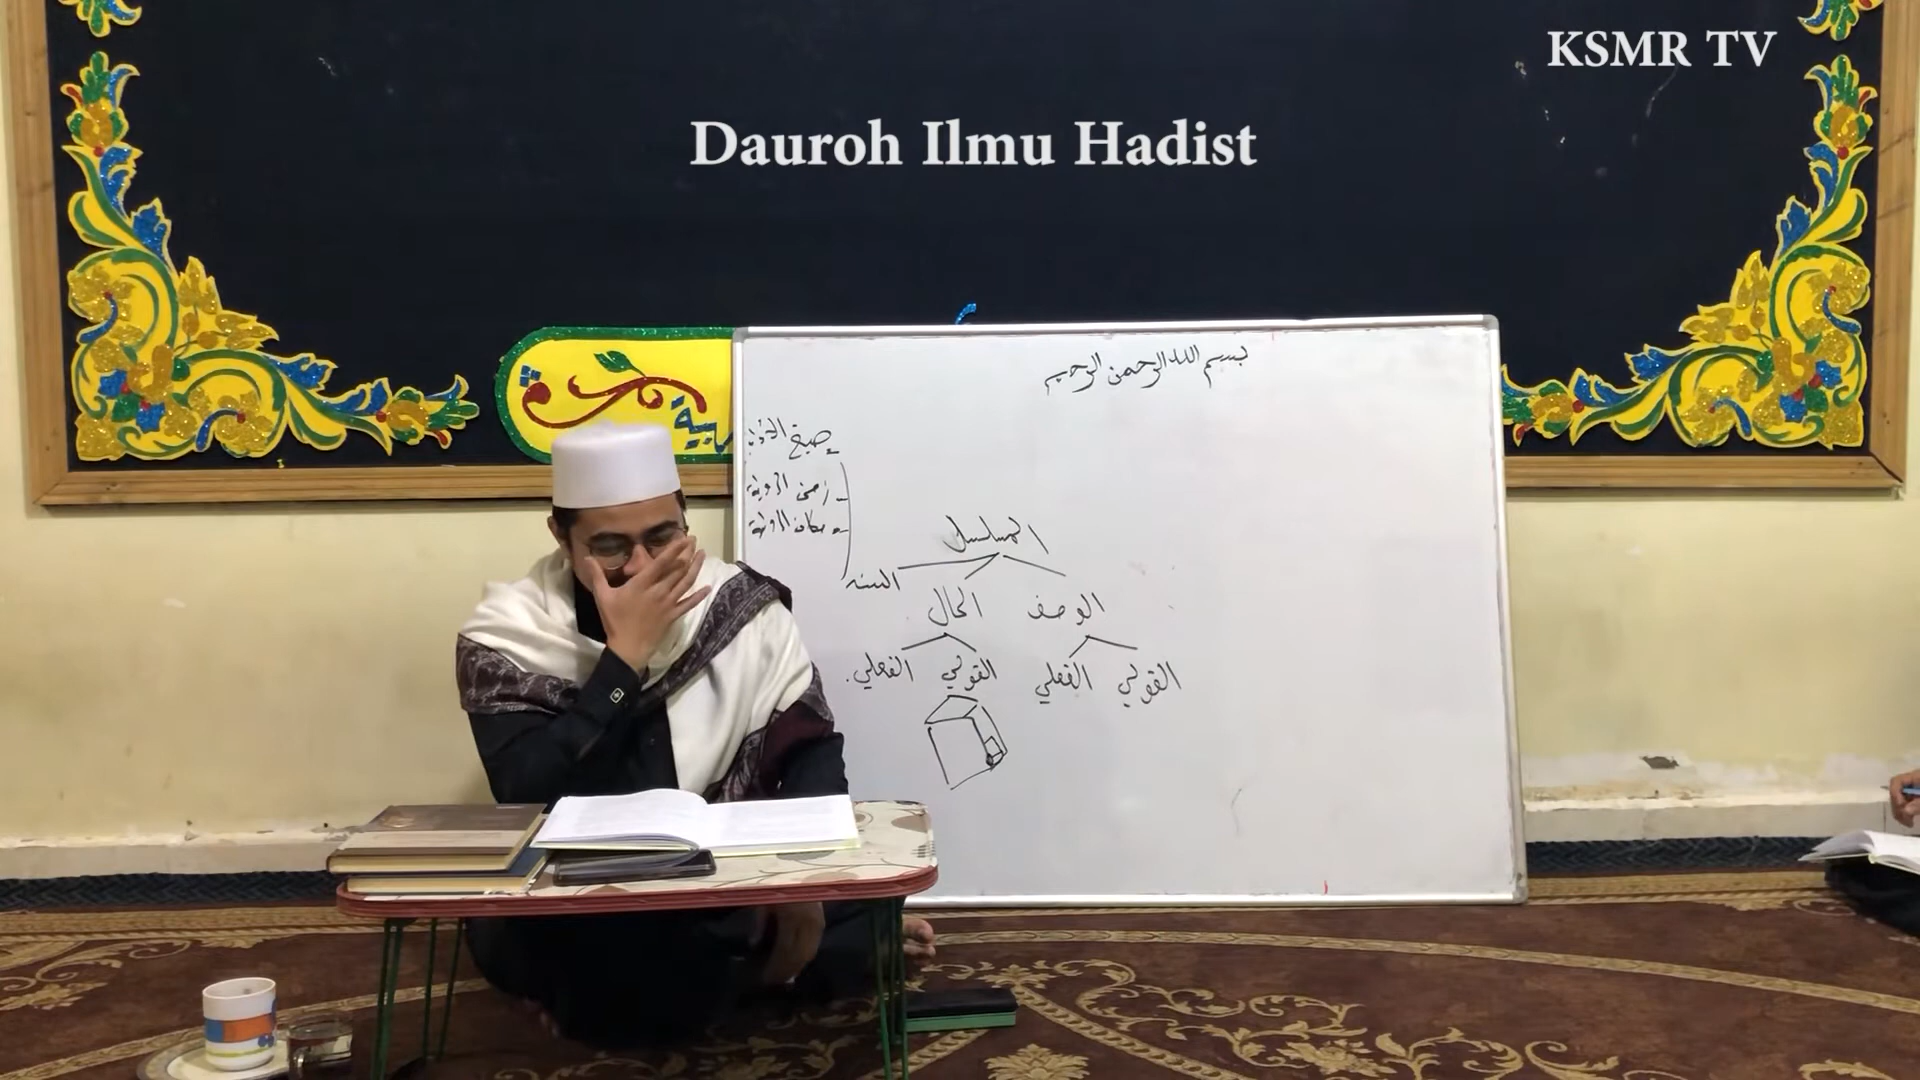 KSMR TV
Dauroh Ilmu Hadist
بسم الله الرحمن الرحيم
صيغ
- زمن الرواية
- مكان الرواية
المسلسل
الوصف الحال السند
القولي الفعلي القولي الفعلي